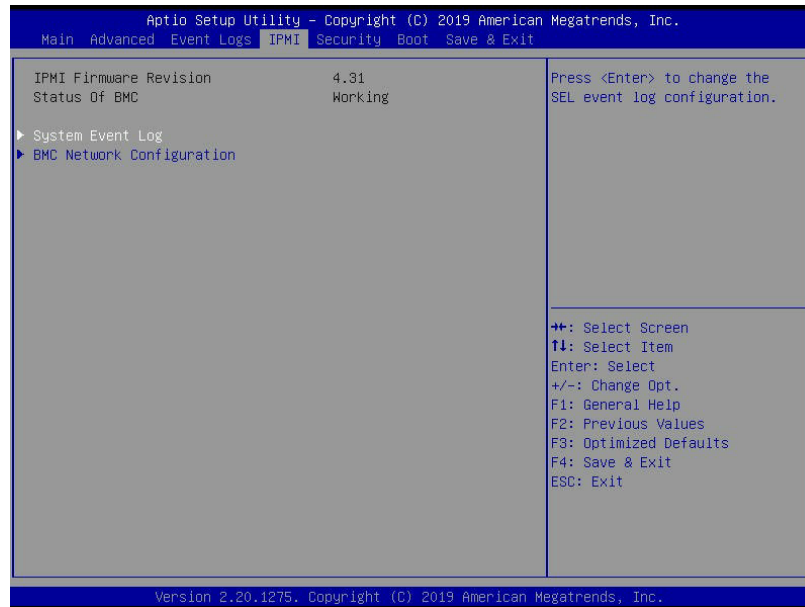 Aptio Setup Utility – Copyright (C) 2019 American Megatrends, Inc.
Main Advanced Event Logs IPMI Security Boot Save & Exit
IPMI Firmware Revision 4.31
Status Of BMC Working
▶ System Event Log
▶ BMC Network Configuration
Press <Enter> to change the
SEL event log configuration.
→←: Select Screen
↑↓: Select Item
Enter: Select
+/-: Change Opt.
F1: General Help
F2: Previous Values
F3: Optimized Defaults
F4: Save & Exit
ESC: Exit
Version 2.20.1275. Copyright (C) 2019 American Megatrends, Inc.